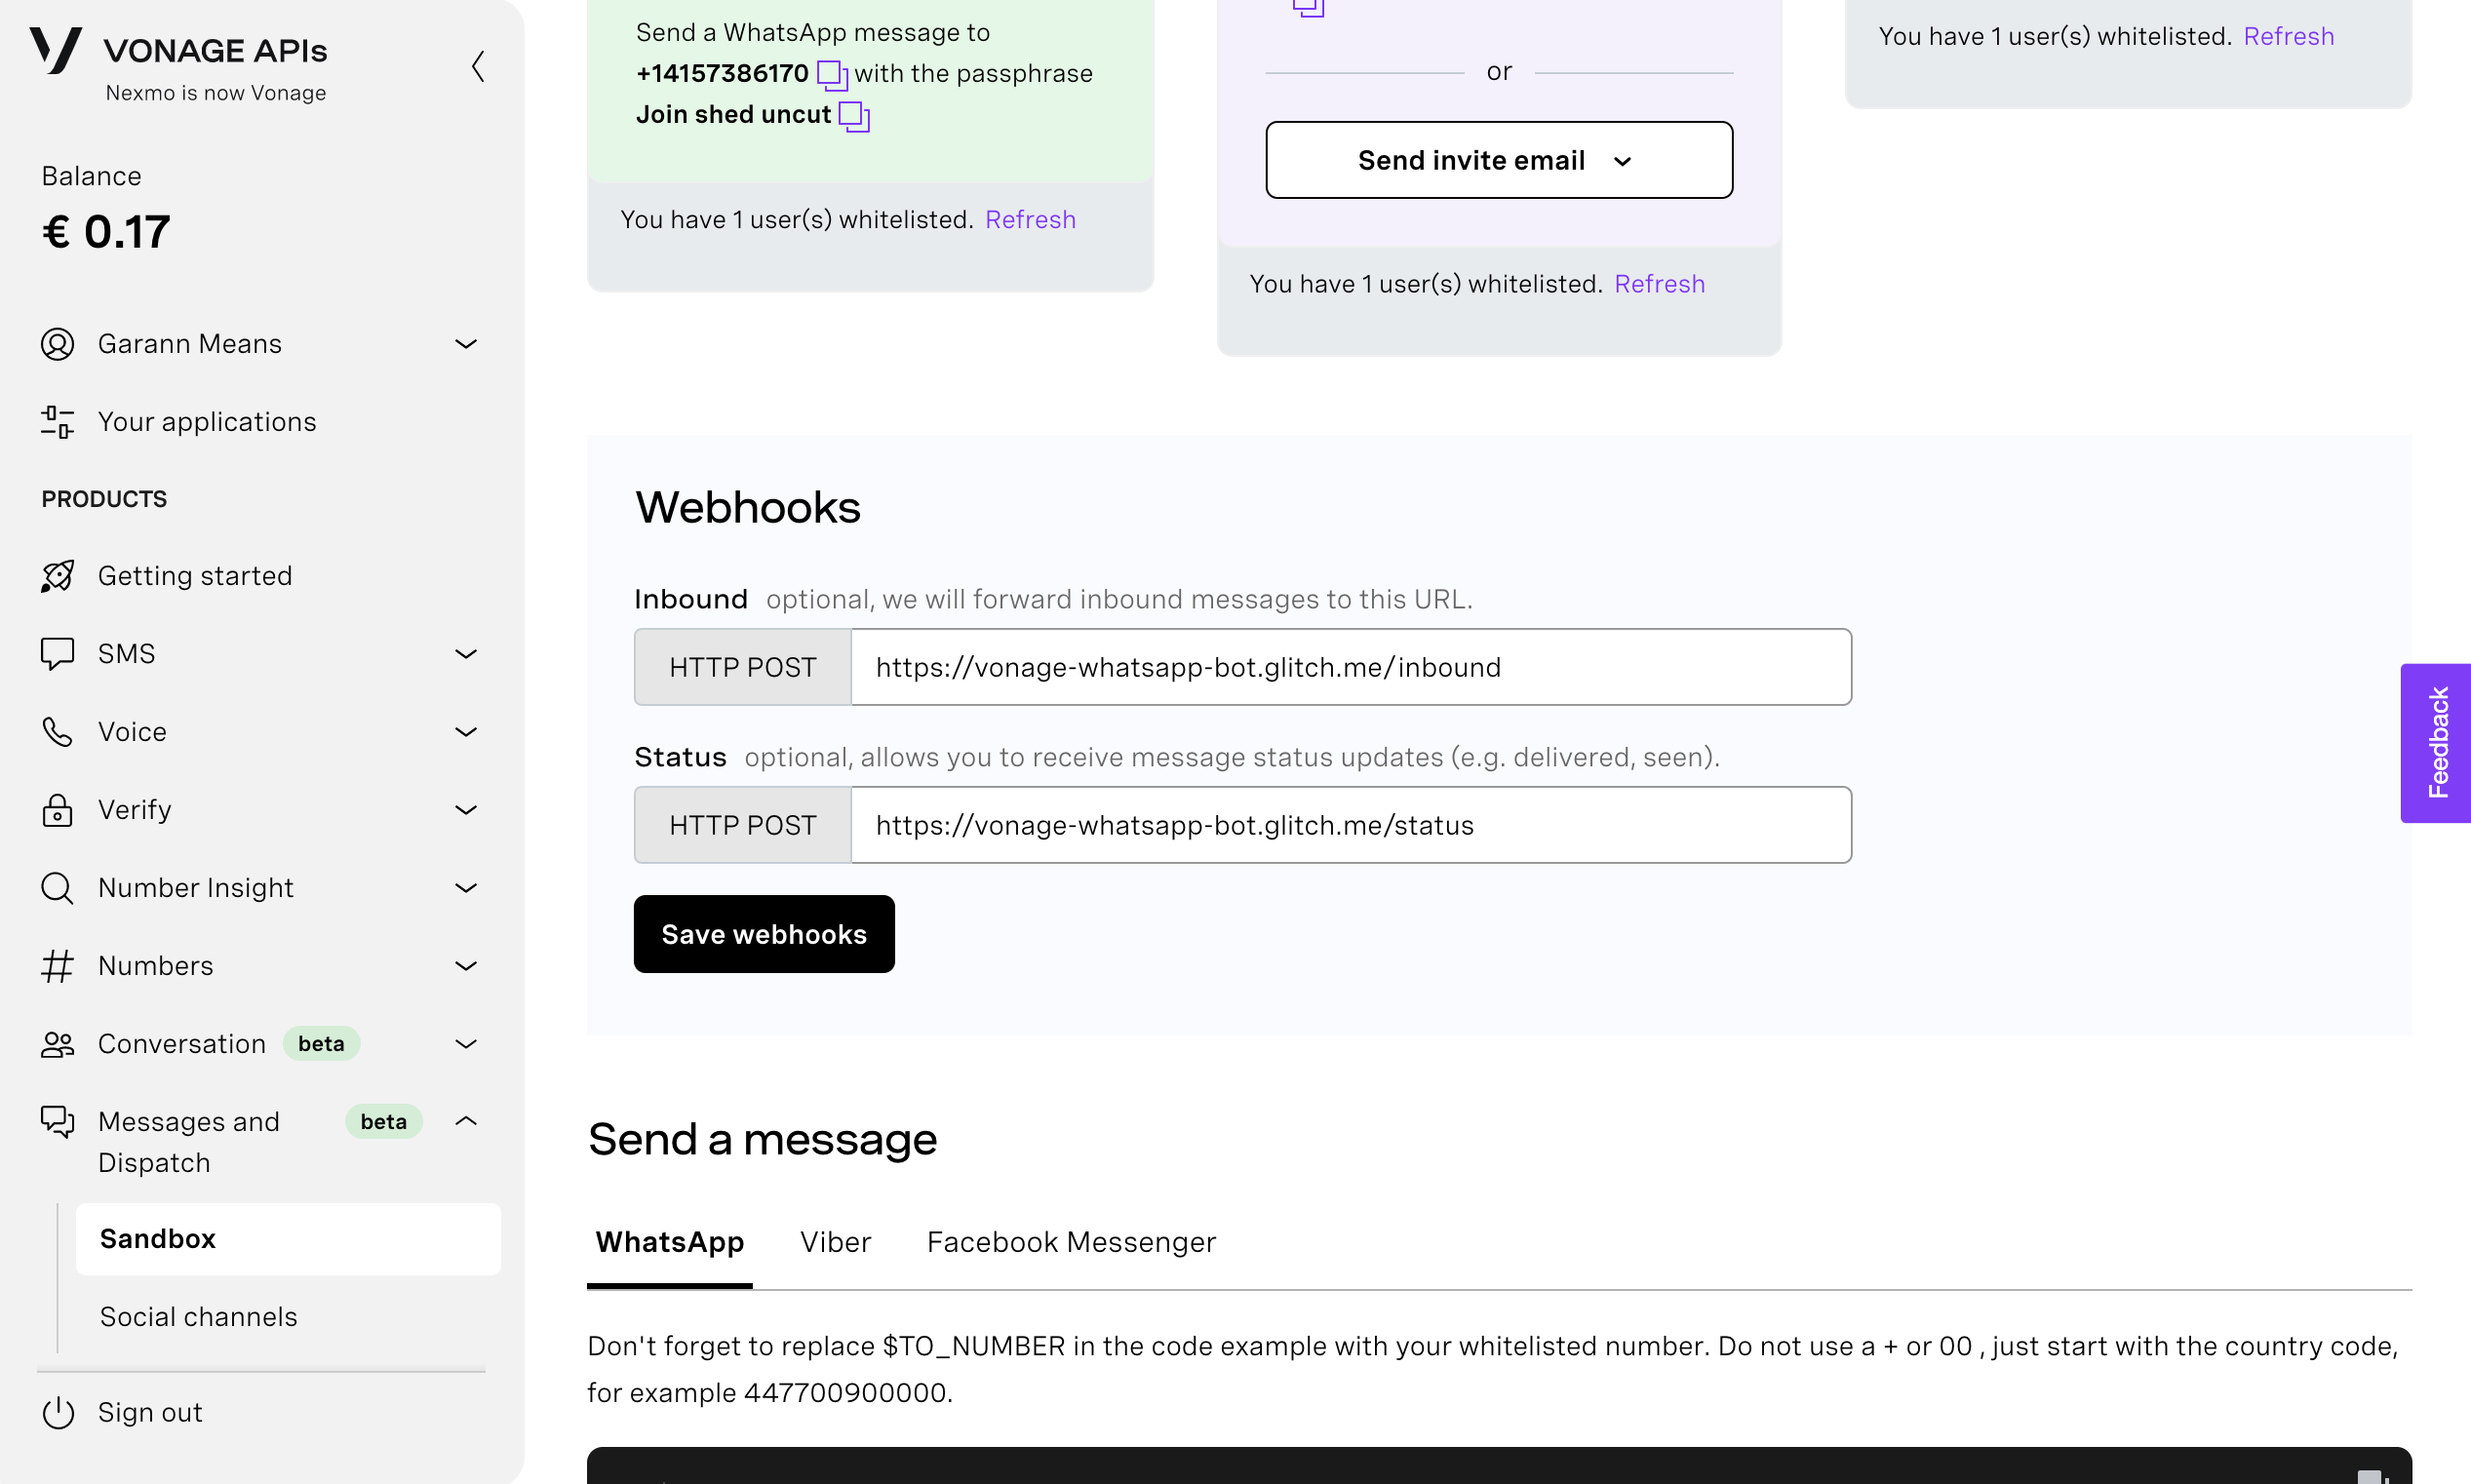 VONAGE APIs
Nexmo is now Vonage
Balance
€ 0.17
Garann Means
Your applications
PRODUCTS
Getting started
SMS
Voice
Verify
Number Insight
Numbers
Conversation beta
Messages and beta
Dispatch
Sandbox
Social channels
Sign out
Send a WhatsApp message to
+14157386170 with the passphrase
Join shed uncut
You have 1 user(s) whitelisted. Refresh
or
Send invite email
You have 1 user(s) whitelisted. Refresh
You have 1 user(s) whitelisted. Refresh
Webhooks
Inbound optional, we will forward inbound messages to this URL.
HTTP POST https://vonage-whatsapp-bot.glitch.me/inbound
Status optional, allows you to receive message status updates (e.g. delivered, seen).
HTTP POST https://vonage-whatsapp-bot.glitch.me/status
Save webhooks
Feedback
Send a message
WhatsApp Viber Facebook Messenger
Don't forget to replace $TO_NUMBER in the code example with your whitelisted number. Do not use a + or 00 , just start with the country code,
for example 447700900000.